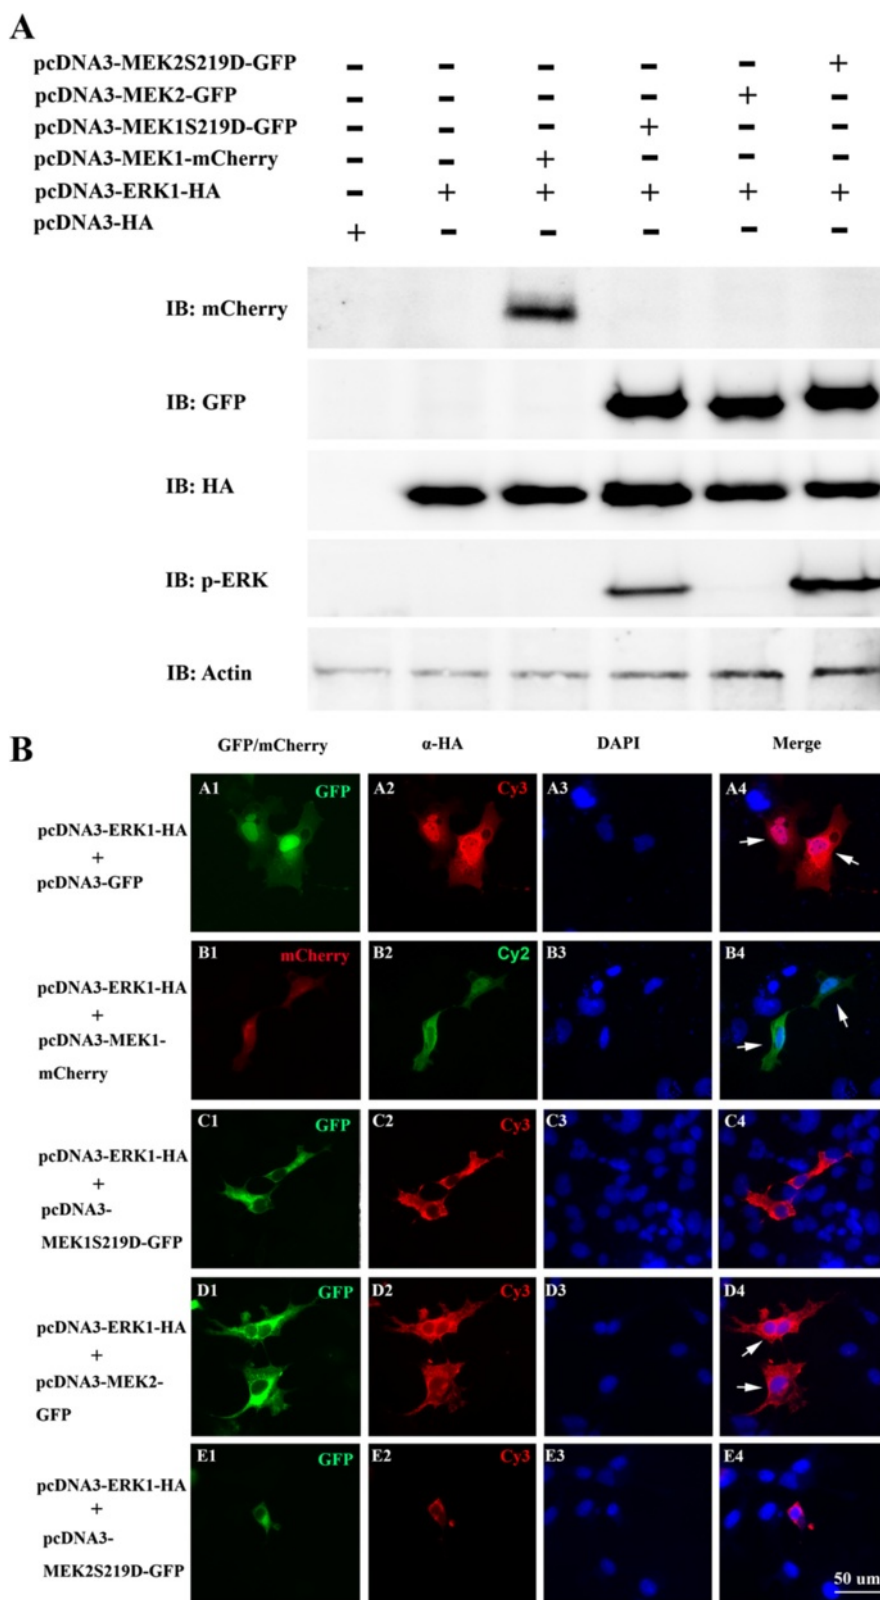 A
pcDNA3-MEK2S219D-GFP - - - - - +
pcDNA3-MEK2-GFP - - - - + -
pcDNA3-MEK1S219D-GFP - - - + - -
pcDNA3-MEK1-mCherry - - + - - -
pcDNA3-ERK1-HA - + + + + +
pcDNA3-HA + - - - - -
IB: mCherry
IB: GFP
IB: HA
IB: p-ERK
IB: Actin
B
GFP/mCherry α-HA DAPI Merge
A1 GFP A2 Cy3 A3 A4
pcDNA3-ERK1-HA
+
pcDNA3-GFP
B1 mCherry B2 Cy2 B3 B4
pcDNA3-ERK1-HA
+
pcDNA3-MEK1-
mCherry
C1 GFP C2 Cy3 C3 C4
pcDNA3-ERK1-HA
+
pcDNA3-
MEK1S219D-GFP
D1 GFP D2 Cy3 D3 D4
pcDNA3-ERK1-HA
+
pcDNA3-MEK2-
GFP
E1 GFP E2 Cy3 E3 E4
pcDNA3-ERK1-HA
+
pcDNA3-
MEK2S219D-GFP
50 um